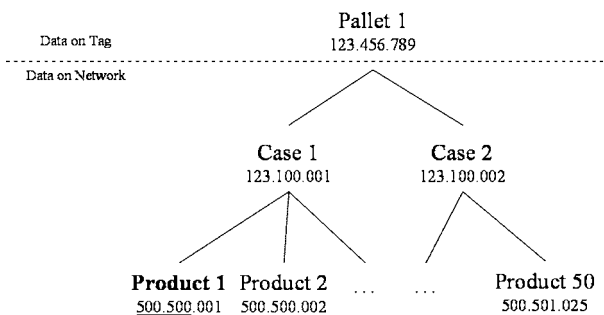 Pallet 1
Data on Tag
123.456.789
Data on Network
Case 1
Case 2
123.100.001
123.100.002
Product 1 Product 2 ... ... Product 50
500.500.001 500.500.002 500.501.025